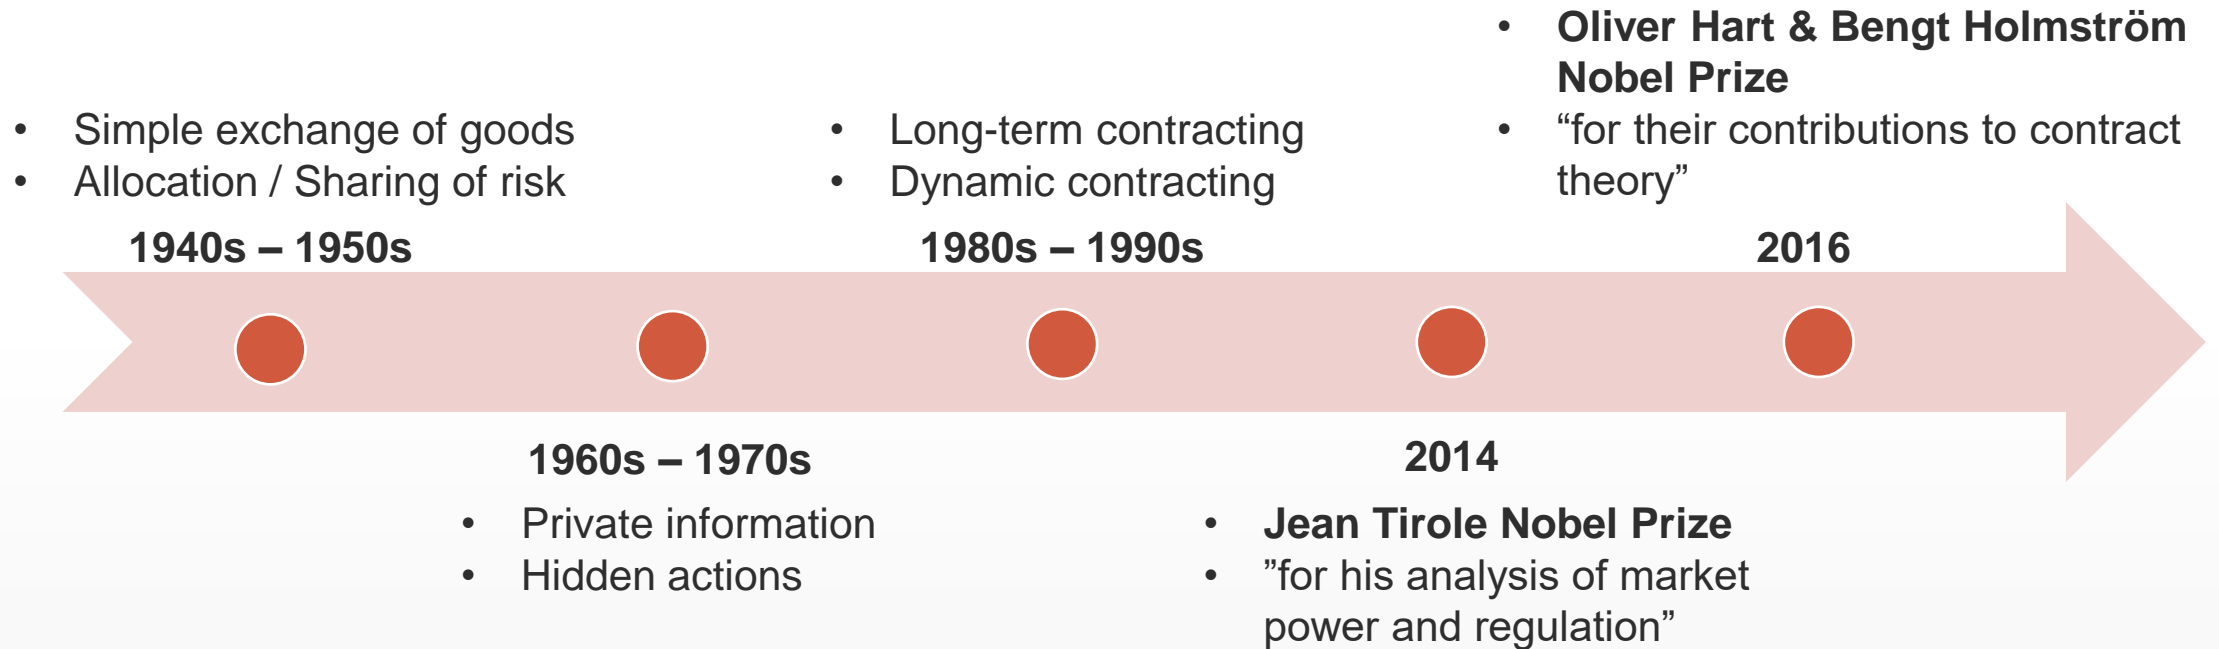 • Simple exchange of goods
• Allocation / Sharing of risk
1940s – 1950s
1960s – 1970s
• Private information
• Hidden actions
• Long-term contracting
• Dynamic contracting
1980s – 1990s
2014
• Jean Tirole Nobel Prize
• ”for his analysis of market
power and regulation”
• Oliver Hart & Bengt Holmström
Nobel Prize
• “for their contributions to contract
theory”
2016